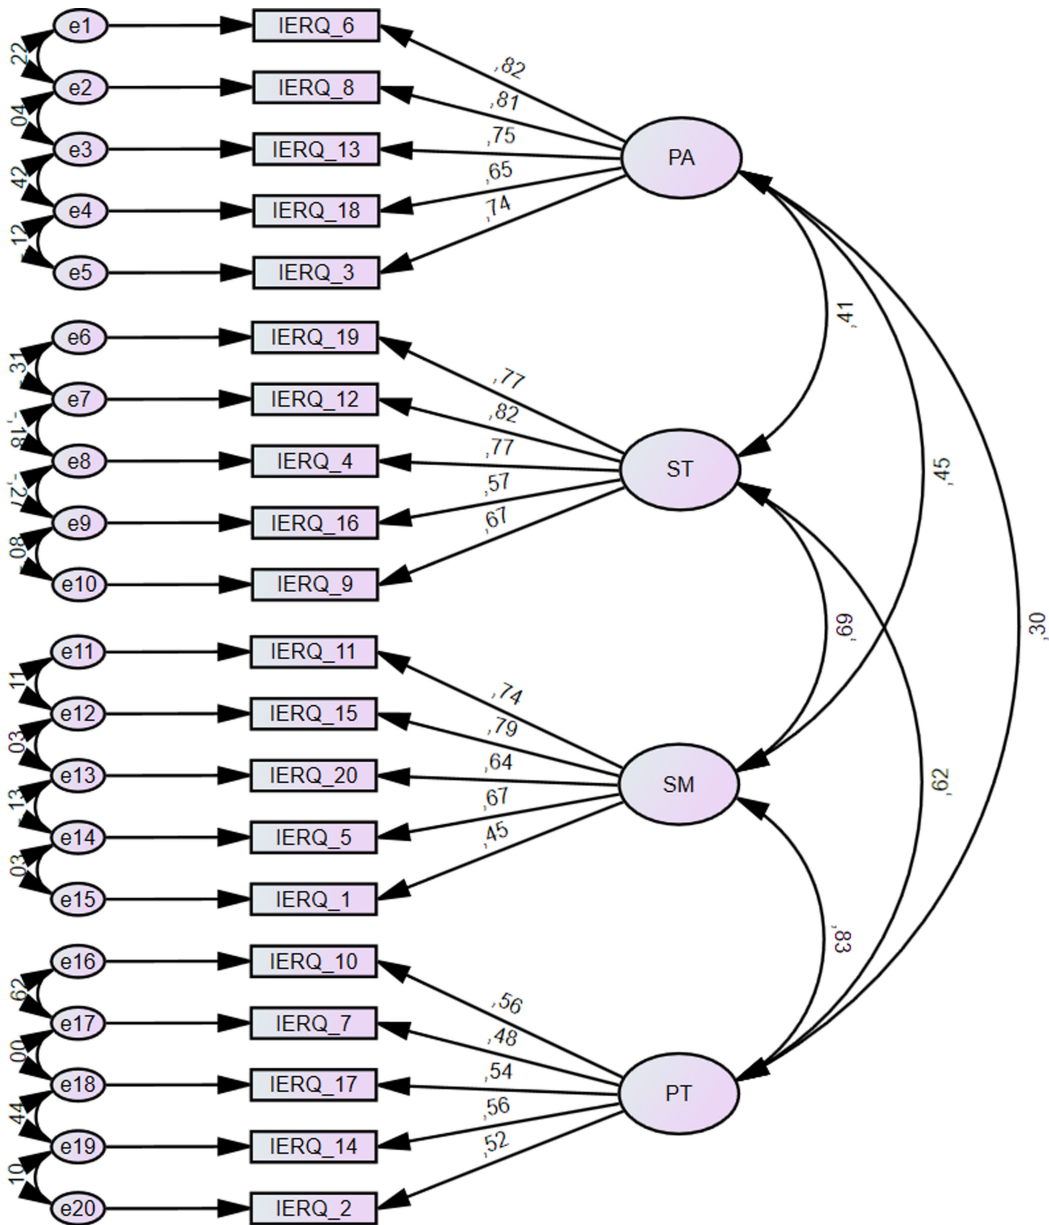 e1
IERQ_6
,82
22
e2
IERQ_8
,81
04
e3
IERQ_13
,75
PA
42
e4
IERQ_18
,65
12
e5
IERQ_3
,74
,41
e6
IERQ_19
,77
31
e7
IERQ_12
,82
-,18
e8
IERQ_4
,77
ST
,45
-,27
e9
IERQ_16
,57
08
e10
IERQ_9
,67
,69
,30
e11
IERQ_11
,74
11
e12
IERQ_15
,79
03
e13
IERQ_20
,64
SM
,62
13
e14
IERQ_5
,67
03
e15
IERQ_1
,45
,83
e16
IERQ_10
,56
62
e17
IERQ_7
,48
00
e18
IERQ_17
,54
PT
44
e19
IERQ_14
,56
10
e20
IERQ_2
,52